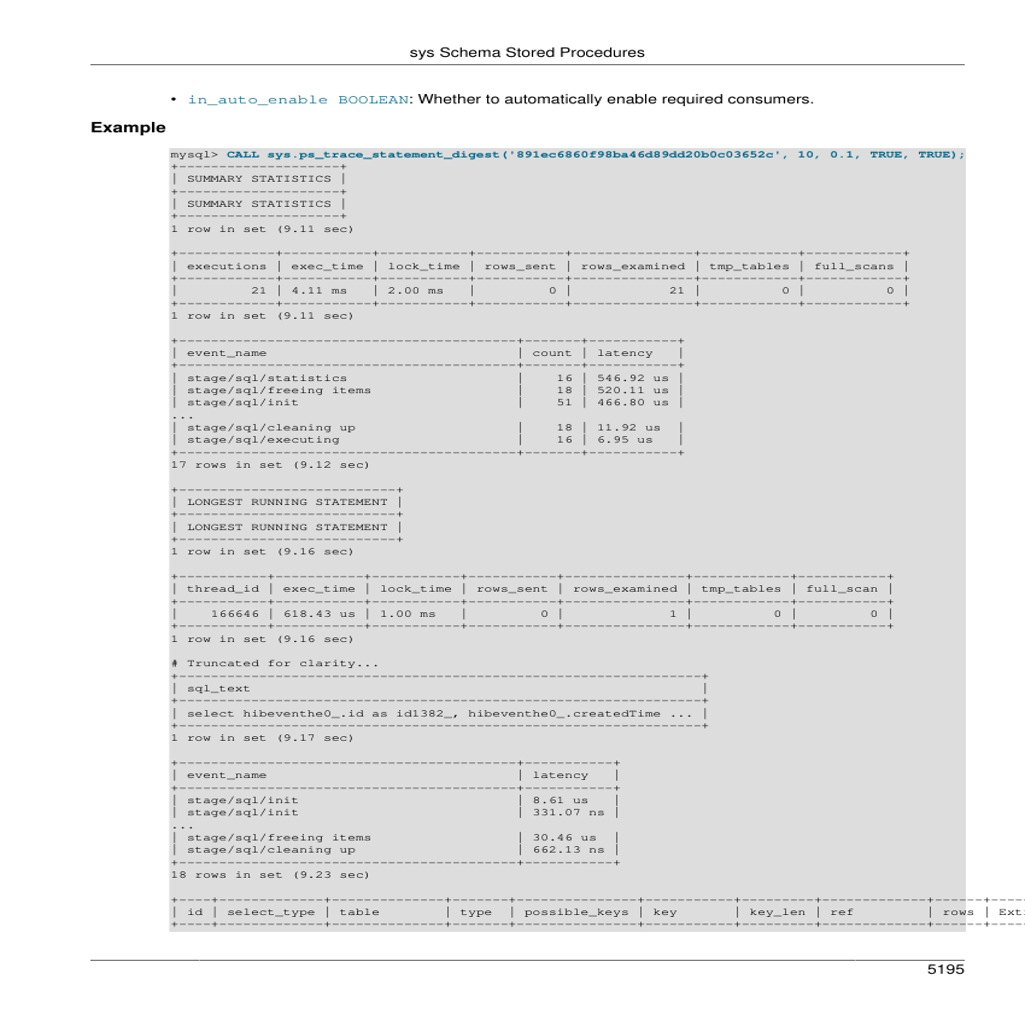 sys Schema Stored Procedures
• in_auto_enable BOOLEAN: Whether to automatically enable required consumers.
Example
mysql> CALL sys.ps_trace_statement_digest('891ec6860f98ba46d89dd20b0c03652c', 10, 0.1, TRUE, TRUE);
+--------------------+
| SUMMARY STATISTICS |
+--------------------+
| SUMMARY STATISTICS |
+--------------------+
1 row in set (9.11 sec)
+------------+-----------+-----------+-----------+---------------+------------+------------+
| executions | exec_time | lock_time | rows_sent | rows_examined | tmp_tables | full_scans |
+------------+-----------+-----------+-----------+---------------+------------+------------+
|         21 | 4.11 ms   | 2.00 ms   |         0 |            21 |          0 |          0 |
+------------+-----------+-----------+-----------+---------------+------------+------------+
1 row in set (9.11 sec)
+------------------------------------------+-------+------------+
| event_name                               | count | latency    |
+------------------------------------------+-------+------------+
| stage/sql/statistics                     |    16 | 546.92 us  |
| stage/sql/freeing items                  |    18 | 520.11 us  |
| stage/sql/init                           |    51 | 466.80 us  |
...
| stage/sql/cleaning up                    |    18 | 11.92 us   |
| stage/sql/executing                      |    16 | 6.95 us    |
+------------------------------------------+-------+------------+
17 rows in set (9.12 sec)
+---------------------------+
| LONGEST RUNNING STATEMENT |
+---------------------------+
| LONGEST RUNNING STATEMENT |
+---------------------------+
1 row in set (9.16 sec)
+-----------+-----------+-----------+-----------+---------------+------------+-----------+
| thread_id | exec_time | lock_time | rows_sent | rows_examined | tmp_tables | full_scan |
+-----------+-----------+-----------+-----------+---------------+------------+-----------+
|    166646 | 618.43 us | 1.00 ms   |         0 |             1 |          0 |         0 |
+-----------+-----------+-----------+-----------+---------------+------------+-----------+
1 row in set (9.16 sec)
# Truncated for clarity...
+-----------------------------------------------------------------+
| sql_text                                                        |
+-----------------------------------------------------------------+
| select hibeventhe0_.id as id1382_, hibeventhe0_.createdTime ... |
+-----------------------------------------------------------------+
1 row in set (9.17 sec)
+------------------------------------------+-----------+
| event_name                               | latency   |
+------------------------------------------+-----------+
| stage/sql/init                           | 8.61 us   |
| stage/sql/init                           | 331.07 ns |
...
| stage/sql/freeing items                  | 30.46 us  |
| stage/sql/cleaning up                    | 662.13 ns |
+------------------------------------------+-----------+
18 rows in set (9.23 sec)
+----+-------------+--------------+-------+---------------+-----------+---------+-------------+------+----
| id | select_type | table        | type  | possible_keys | key       | key_len | ref         | rows | Ext
+----+-------------+--------------+-------+---------------+-----------+---------+-------------+------+----
5195